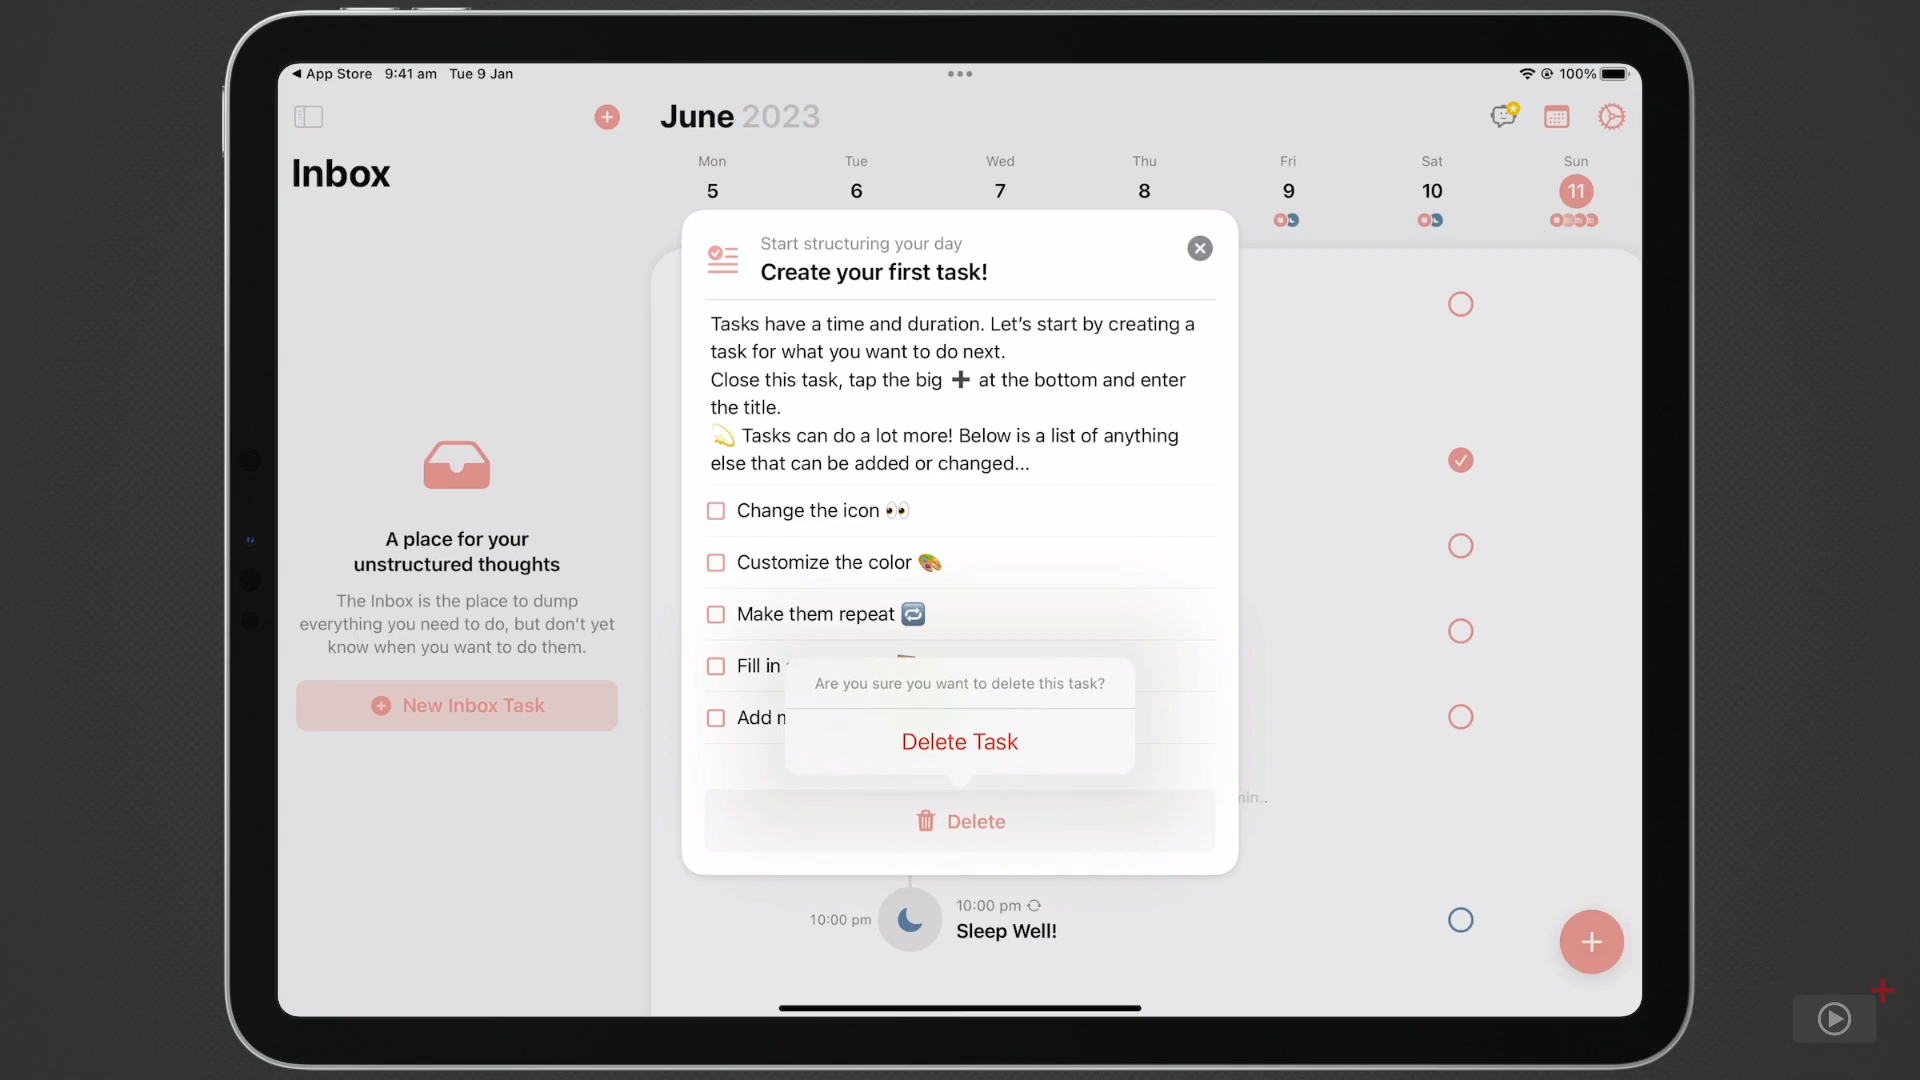 ◀ App Store 9:41 am Tue 9 Jan
100%
Inbox
June 2023
Mon Tue Wed Thu Fri Sat Sun
5 6 7 8 9 10 11
Start structuring your day
Create your first task!
Tasks have a time and duration. Let's start by creating a
task for what you want to do next.
Close this task, tap the big ➕ at the bottom and enter
the title.
💫 Tasks can do a lot more! Below is a list of anything
else that can be added or changed...
Change the icon 👀
Customize the color 🎨
Make them repeat 🔁
Fill in
Add
Are you sure you want to delete this task?
Delete Task
Delete
A place for your
unstructured thoughts
The Inbox is the place to dump
everything you need to do, but don't yet
know when you want to do them.
New Inbox Task
10:00 pm
10:00 pm
Sleep Well!